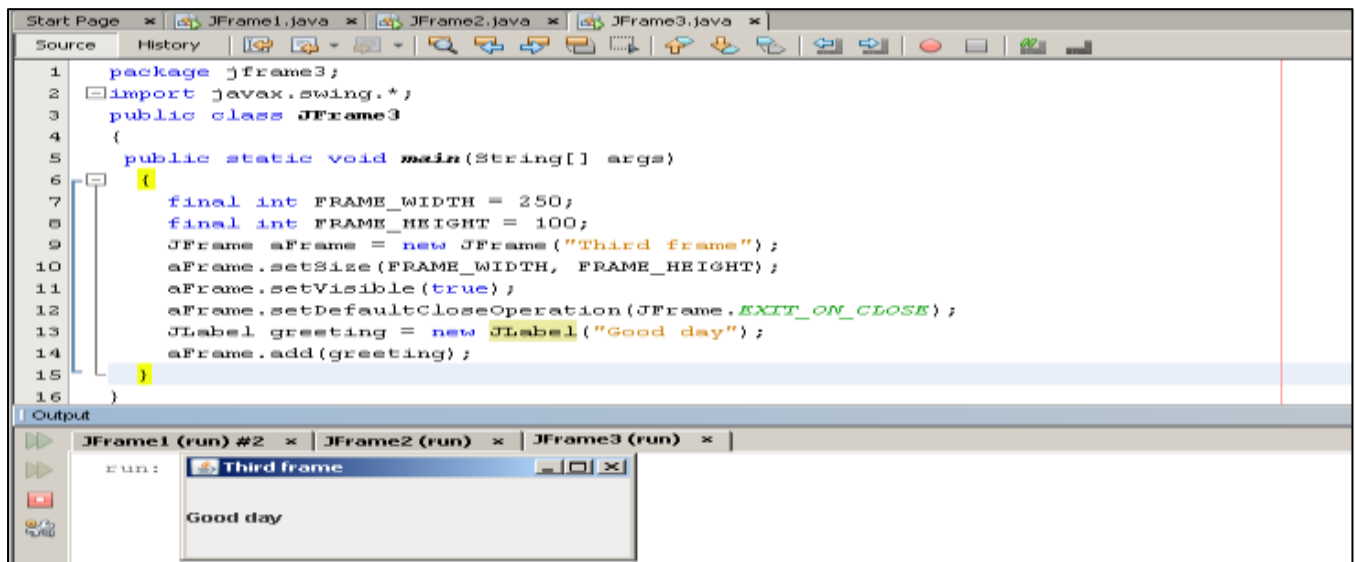 Start Page × JFrame1.java × JFrame2.java × JFrame3.java ×
Source History
1 package jframe3;
2 import javax.swing.*;
3 public class JFrame3
4 {
5 public static void main(String[] args)
6 {
7 final int FRAME_WIDTH = 250;
8 final int FRAME_HEIGHT = 100;
9 JFrame aFrame = new JFrame("Third frame");
10 aFrame.setSize(FRAME_WIDTH, FRAME_HEIGHT);
11 aFrame.setVisible(true);
12 aFrame.setDefaultCloseOperation(JFrame.EXIT_ON_CLOSE);
13 JLabel greeting = new JLabel("Good day");
14 aFrame.add(greeting);
15 }
16 }
Output
JFrame1 (run) #2 × JFrame2 (run) × JFrame3 (run) ×
run:
Third frame
Good day